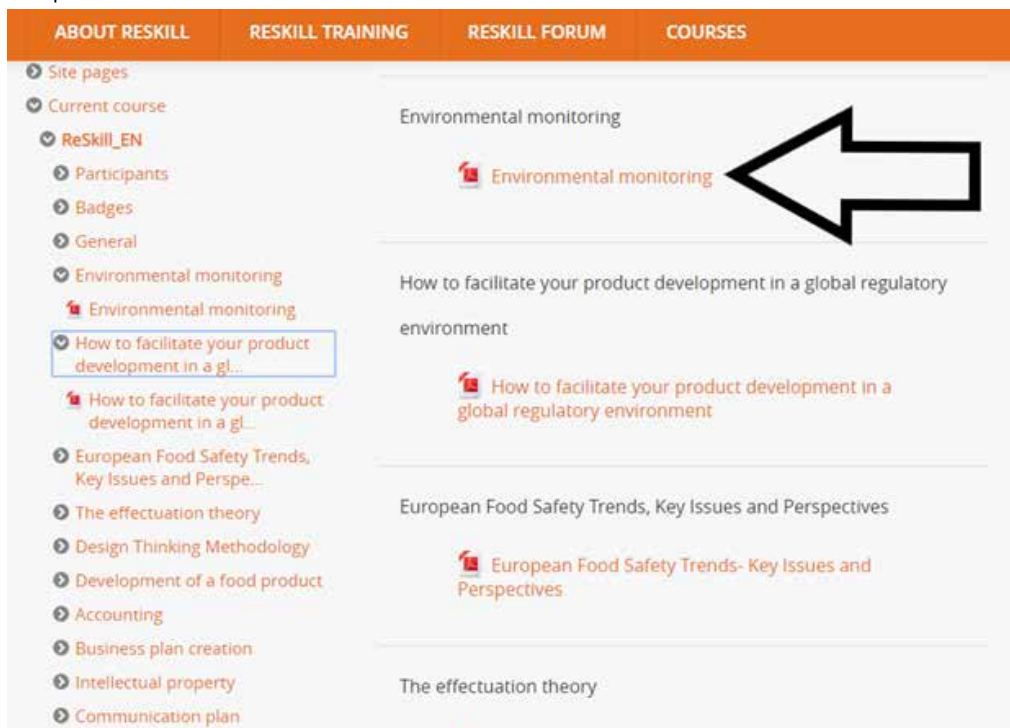 ABOUT RESKILL RESKILL TRAINING RESKILL FORUM COURSES
Site pages
Current course
ReSkill_EN
Participants
Badges
General
Environmental monitoring
Environmental monitoring
How to facilitate your product
development in a gl...
How to facilitate your product
development in a gl...
European Food Safety Trends,
Key Issues and Perspe...
The effectuation theory
Design Thinking Methodology
Development of a food product
Accounting
Business plan creation
Intellectual property
Communication plan
Environmental monitoring
Environmental monitoring
How to facilitate your product development in a global regulatory
environment
How to facilitate your product development in a
global regulatory environment
European Food Safety Trends, Key Issues and Perspectives
European Food Safety Trends- Key Issues and
Perspectives
The effectuation theory